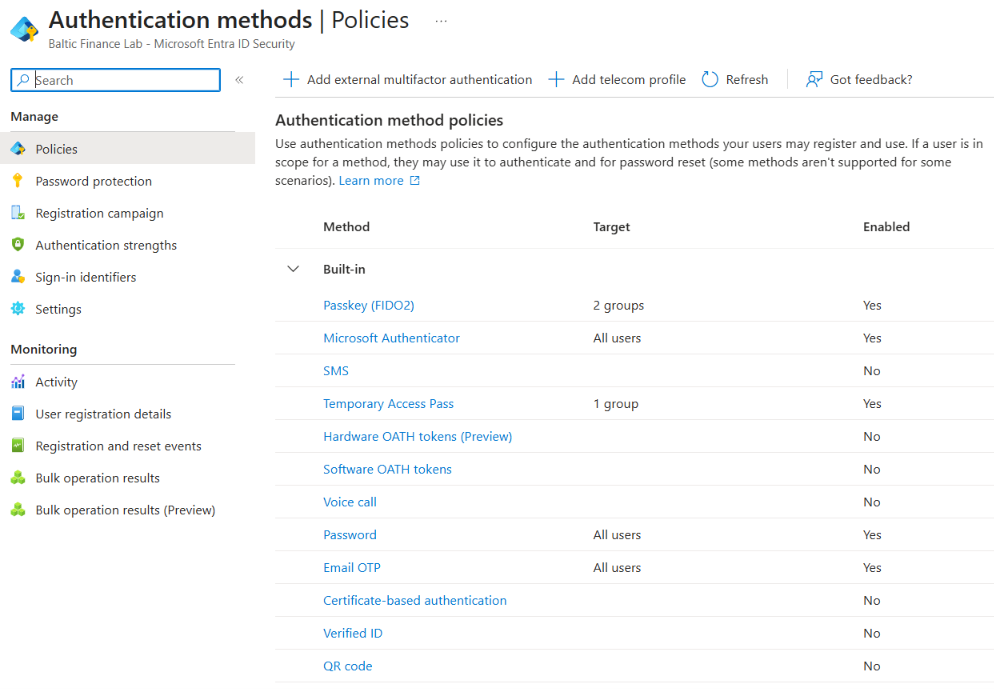 Authentication methods | Policies ...
Baltic Finance Lab - Microsoft Entra ID Security
Search
«
Manage
Policies
Password protection
Registration campaign
Authentication strengths
Sign-in identifiers
Settings
Monitoring
Activity
User registration details
Registration and reset events
Bulk operation results
Bulk operation results (Preview)
+ Add external multifactor authentication + Add telecom profile Refresh Got feedback?
Authentication method policies
Use authentication methods policies to configure the authentication methods your users may register and use. If a user is in
scope for a method, they may use it to authenticate and for password reset (some methods aren't supported for some
scenarios). Learn more
Method Target Enabled
Built-in
Passkey (FIDO2) 2 groups Yes
Microsoft Authenticator All users Yes
SMS No
Temporary Access Pass 1 group Yes
Hardware OATH tokens (Preview) No
Software OATH tokens No
Voice call No
Password All users Yes
Email OTP All users Yes
Certificate-based authentication No
Verified ID No
QR code No